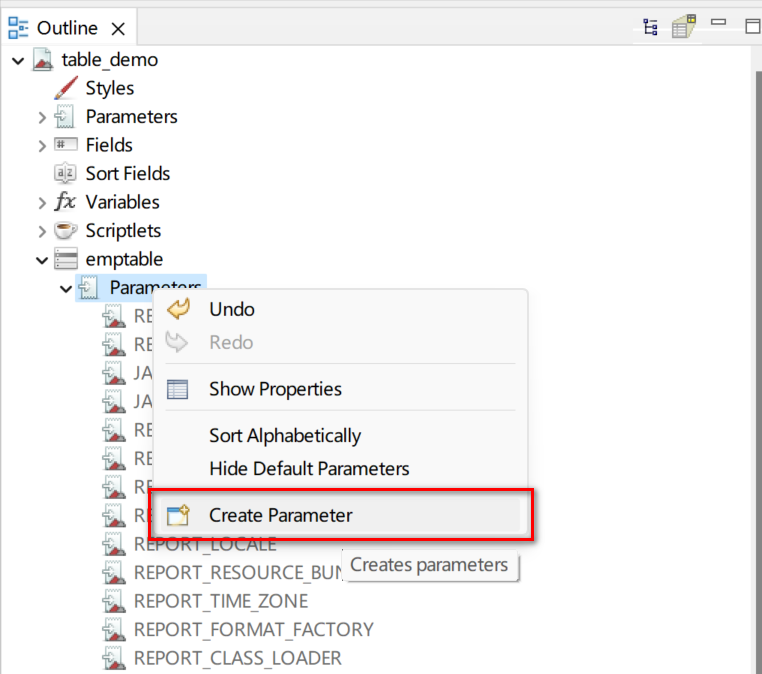 Outline
table_demo
Styles
Parameters
Fields
Sort Fields
Variables
Scriptlets
emptable
Parameters
Undo
RE
Redo
RE
JA
Show Properties
JA
RE
Sort Alphabetically
RE
Hide Default Parameters
RE
RE
Create Parameter
REPORT_LOCALE
Creates parameters
REPORT_RESOURCE_BUN
REPORT_TIME_ZONE
REPORT_FORMAT_FACTORY
REPORT_CLASS_LOADER